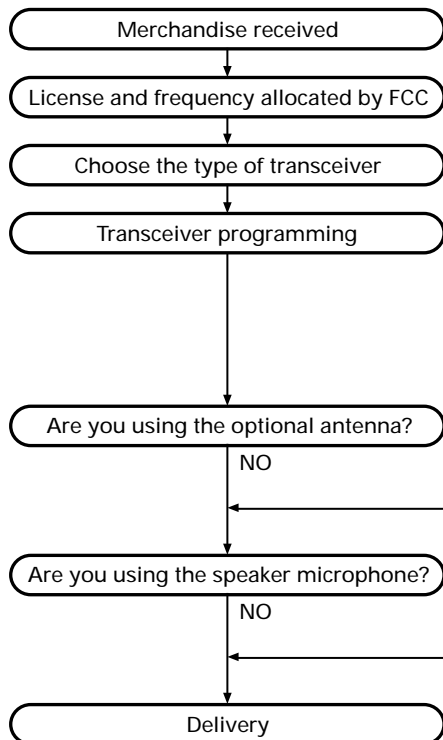 Merchandise received
License and frequency allocated by FCC
Choose the type of transceiver
Transceiver programming
Are you using the optional antenna?
NO
Are you using the speaker microphone?
NO
Delivery